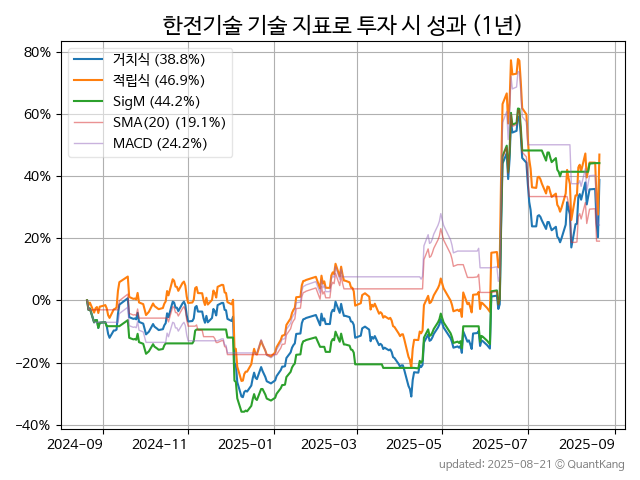 한전기술 기술 지표로 투자 시 성과 (1년)
거치식 (38.8%)
적립식 (46.9%)
SigM (44.2%)
SMA(20) (19.1%)
MACD (24.2%)
80%
60%
40%
20%
0%
−20%
−40%
2024-09 2024-11 2025-01 2025-03 2025-05 2025-07 2025-09
updated: 2025-08-21 © QuantKang